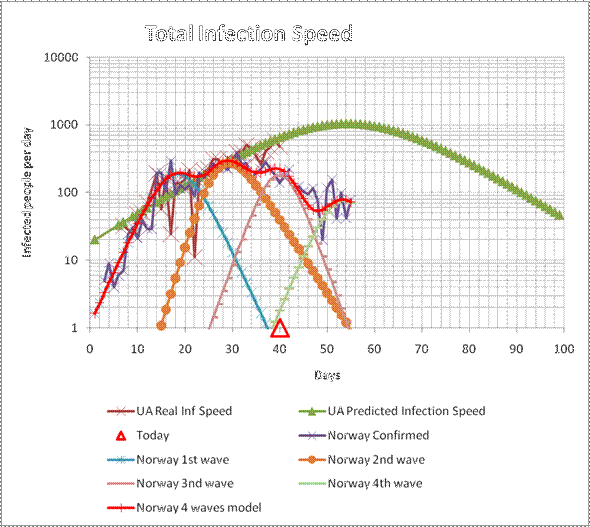 Total Infection Speed
10000
1000
100
10
1
Infected people per day
0 10 20 30 40 50 60 70 80 90 100
Days
UA Real Inf Speed
UA Predicted Infection Speed
Today
Norway Confirmed
Norway 1st wave
Norway 2nd wave
Norway 3nd wave
Norway 4th wave
Norway 4 waves model